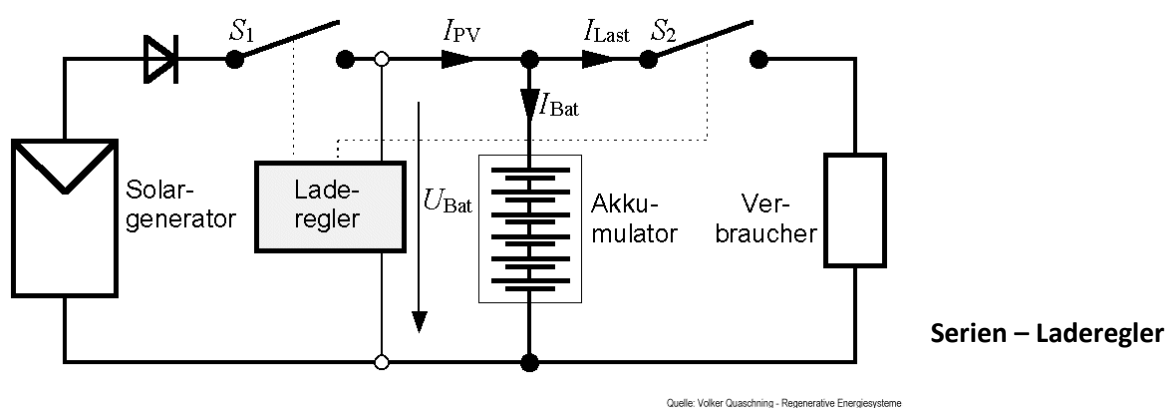 S1
IPV
ILast
S2
IBat
Solar-
generator
Lade-
regler
UBat
Akku-
mulator
Ver-
braucher
Serien – Laderegler
Quelle: Volker Quaschning - Regenerative Energiesysteme